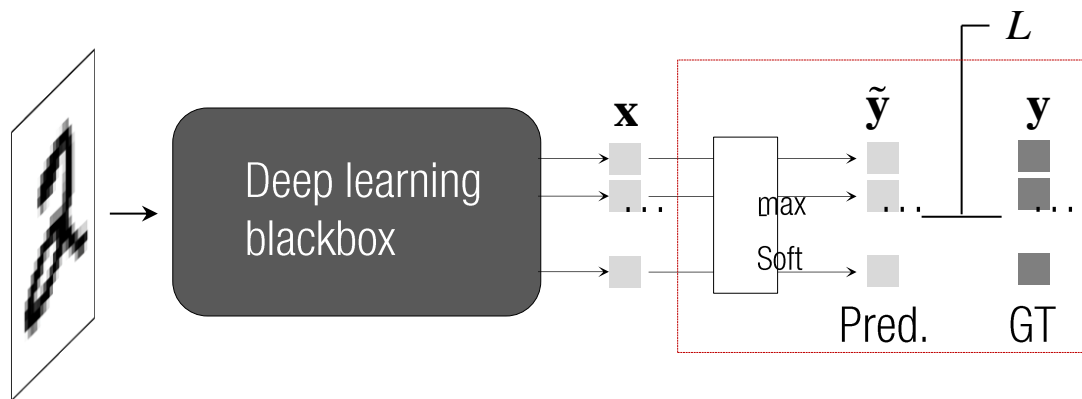 L
x
ỹ
y
Deep learning
blackbox
...
max
Soft
...
...
Pred.
GT